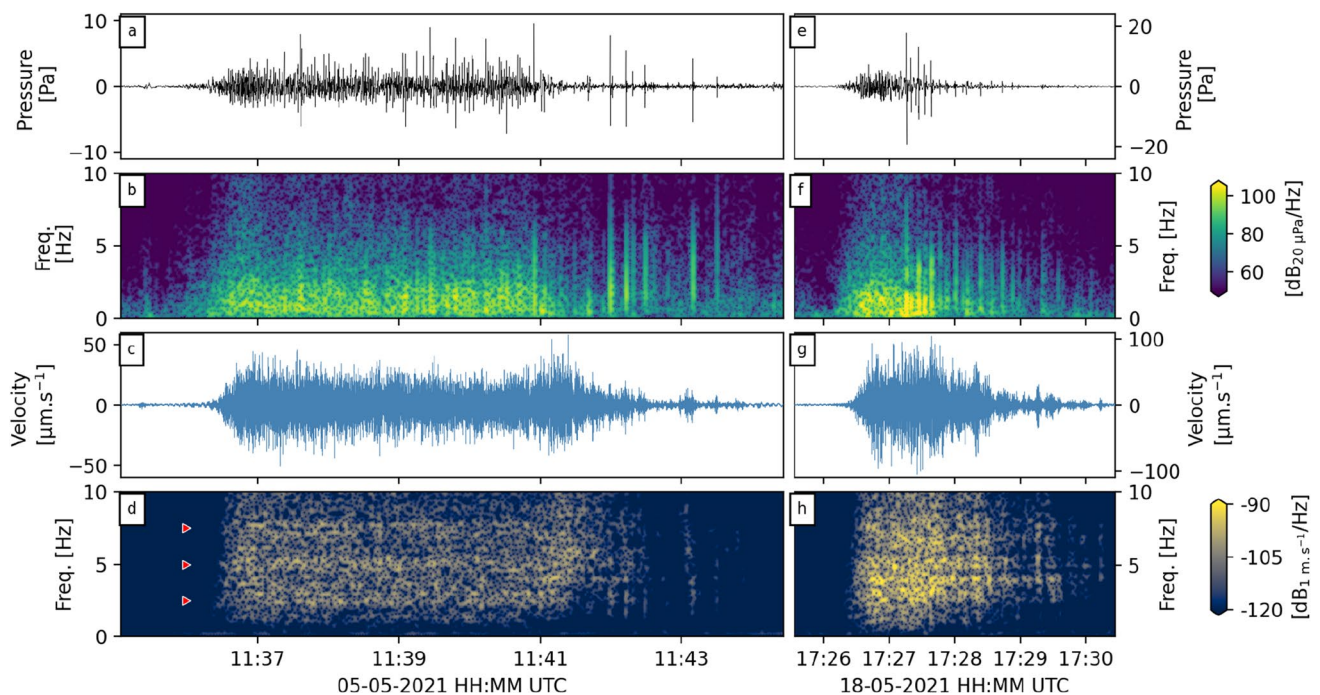 a
10
0
−10
Pressure
[Pa]
e
20
0
−20
Pressure
[Pa]
b
10
5
0
Freq.
[Hz]
f
10
5
0
Freq. [Hz]
100
80
60
[dB20 μPa/Hz]
c
50
0
−50
Velocity
[μm.s−1]
g
100
0
−100
Velocity
[μm.s−1]
d
10
5
0
Freq. [Hz]
h
10
5
Freq. [Hz]
-90
-105
-120
[dB1 m.s−1/Hz]
11:37 11:39 11:41 11:43
05-05-2021 HH:MM UTC
17:26 17:27 17:28 17:29 17:30
18-05-2021 HH:MM UTC